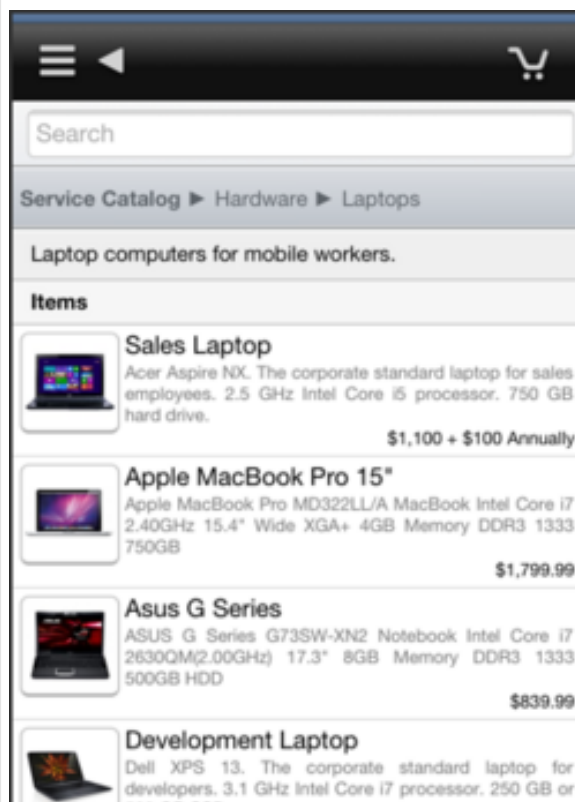 Search
Service Catalog ▶ Hardware ▶ Laptops
Laptop computers for mobile workers.
Items
Sales Laptop
Acer Aspire NX. The corporate standard laptop for sales
employees. 2.5 GHz Intel Core i5 processor. 750 GB
hard drive.
$1,100 + $100 Annually
Apple MacBook Pro 15"
Apple MacBook Pro MD322LL/A MacBook Intel Core i7
2.40GHz 15.4" Wide XGA+ 4GB Memory DDR3 1333
750GB
$1,799.99
Asus G Series
ASUS G Series G73SW-XN2 Notebook Intel Core i7
2630QM(2.00GHz) 17.3" 8GB Memory DDR3 1333
500GB HDD
$839.99
Development Laptop
Dell XPS 13. The corporate standard laptop for
developers. 3.1 GHz Intel Core i7 processor. 250 GB or